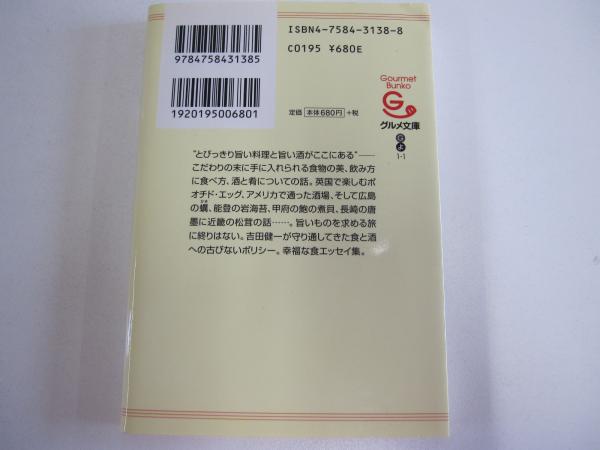 ISBN4-7584-3138-8
9784758431385
C0195 ¥680E
1920195006801
定価 本体680円 +税
Gourmet
Bunko
G
グルメ文庫
G
よ
1-1
“とびっきり旨い料理と旨い酒がここにある”――
こだわりの末に手に入れられる食物の美、飲み方
に食べ方、酒と肴についての話。英国で楽しむポ
オチド・エッグ、アメリカで通った酒場、そして広島
の蠣、能登の岩海苔、甲府の鮑の煮貝、長崎の唐
墨に近畿の松茸の話……。旨いものを求める旅
に終りはない。吉田健一が守り通してきた食と酒
への古びないポリシー。幸福な食エッセイ集。